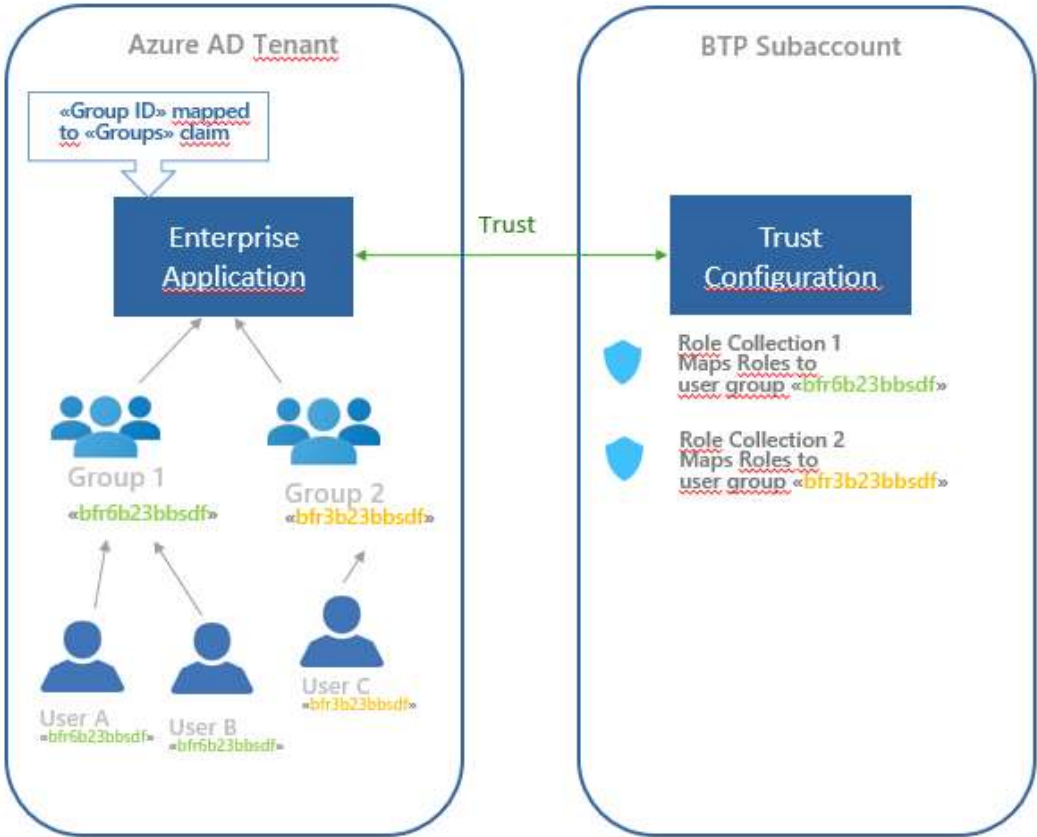 Azure AD Tenant
«Group ID» mapped
to «Groups» claim
Enterprise
Application
Group 1
«bfr6b23bbsdf»
Group 2
«bfr3b23bbsdf»
User A
«bfr6b23bbsdf»
User B
«bfr6b23bbsdf»
User C
«bfr3b23bbsdf»
Trust
BTP Subaccount
Trust
Configuration
Role Collection 1
Maps Roles to
user group «bfr6b23bbsdf»
Role Collection 2
Maps Roles to
user group «bfr3b23bbsdf»